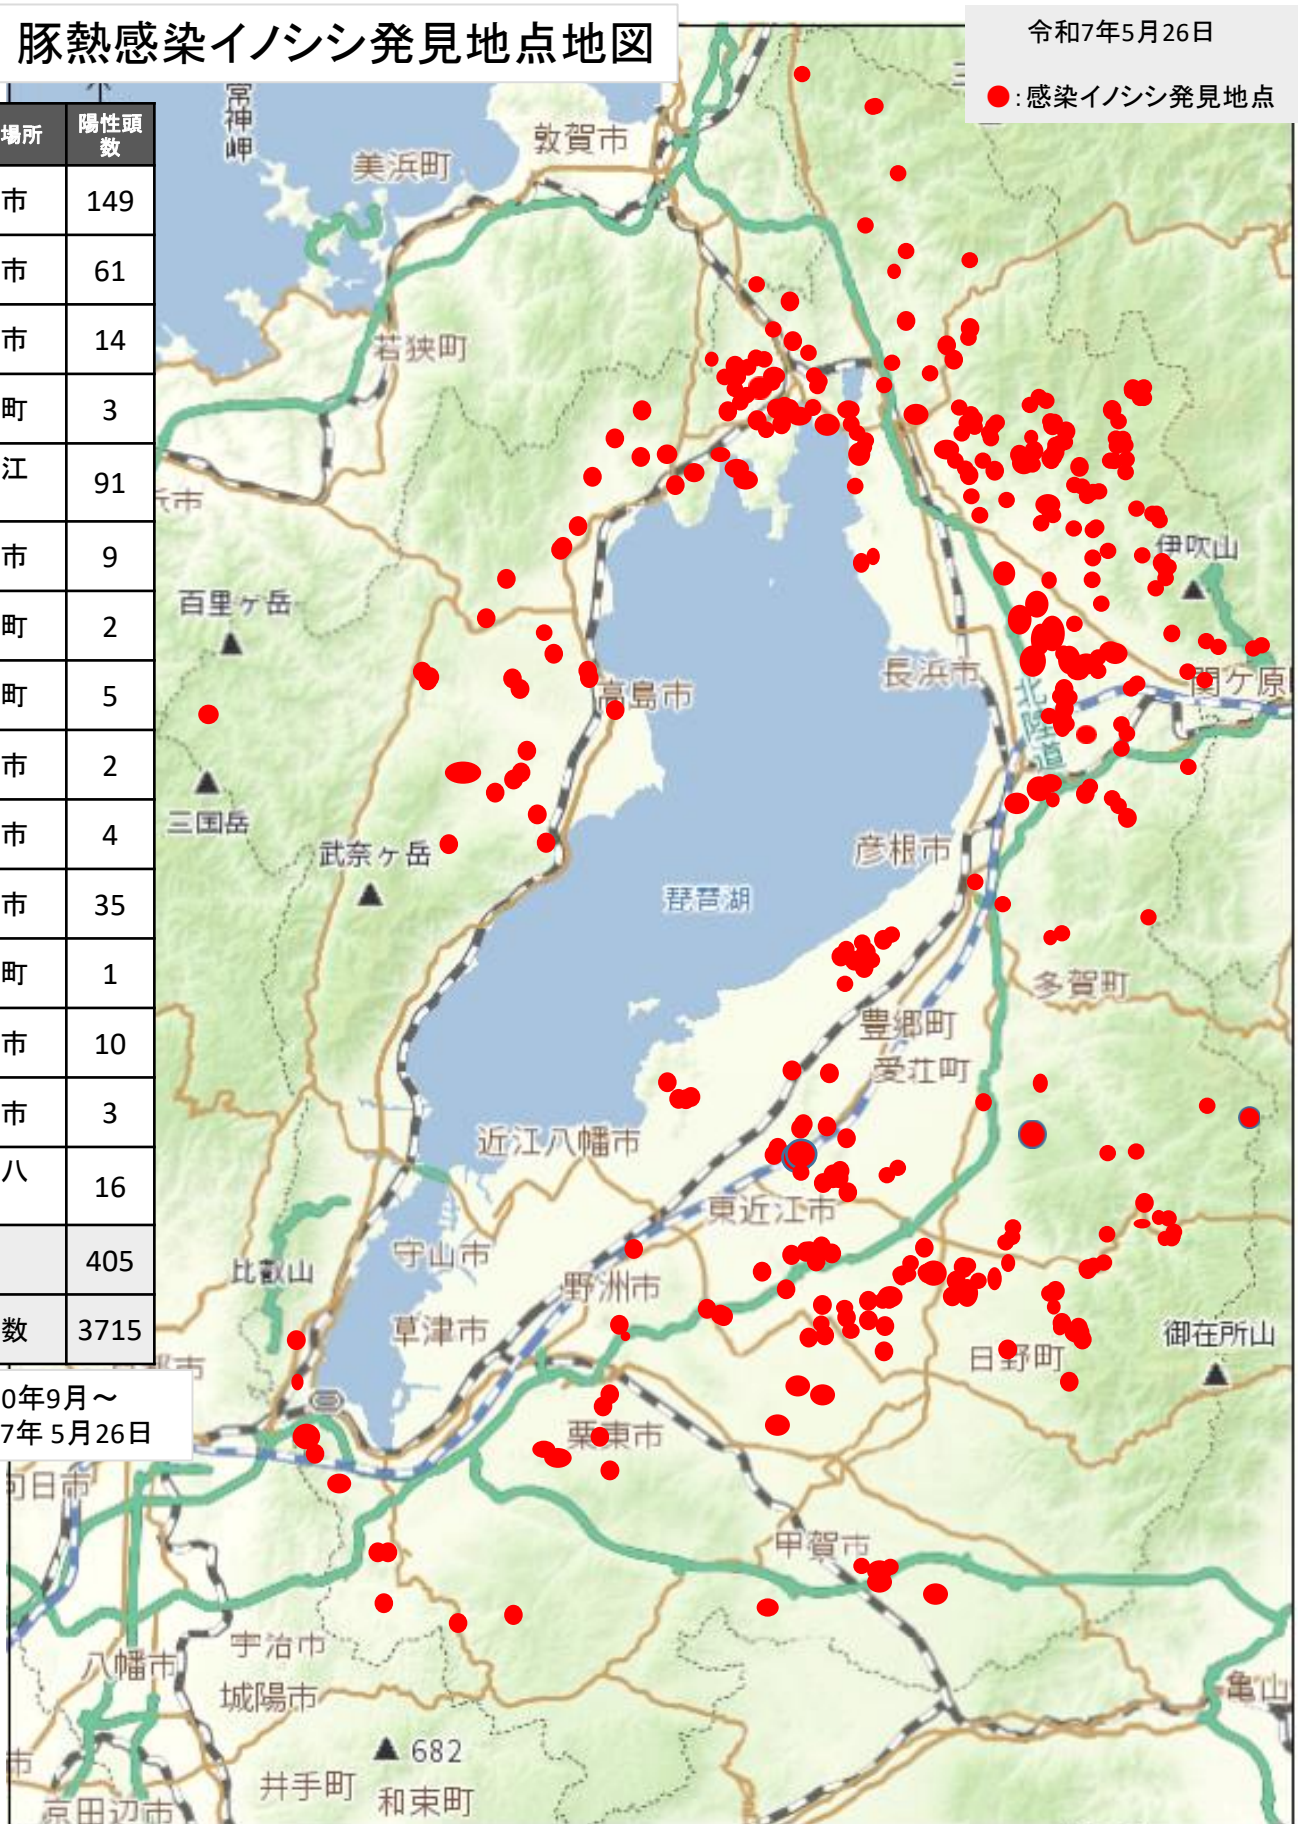 豚熱感染イノシシ発見地点地図
令和7年5月26日
●:感染イノシシ発見地点
場所 陽性頭数
市 149
市 61
市 14
町 3
江 91
市 9
町 2
町 5
市 2
市 4
市 35
町 1
市 10
市 3
八 16
405
数 3715
0年9月～
7年 5月26日
常神岬
美浜町
敦賀市
若狭町
市
百里ヶ岳
三国岳
武奈ヶ岳
高島市
長浜市
伊吹山
関ケ原
北陸道
彦根市
琵琶湖
多賀町
豊郷町
愛荘町
近江八幡市
東近江市
守山市
比叡山
野洲市
草津市
日野町
御在所山
栗東市
市
向日市
甲賀市
宇治市
八幡市
城陽市
亀山
682
市
井手町
和束町
京田辺市